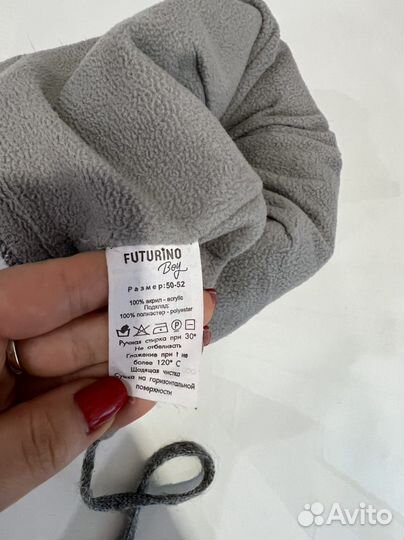 FUTURINO
Boy
Размер:50-52
100% акрил - acrylic
Подклад:
100% полиэстер - polyester
Ручная стирка при 30°
Не отбеливать
Глажение при t не
более 120° С
Щадящая чистка
Сушка на горизонтальной
поверхности
Avito